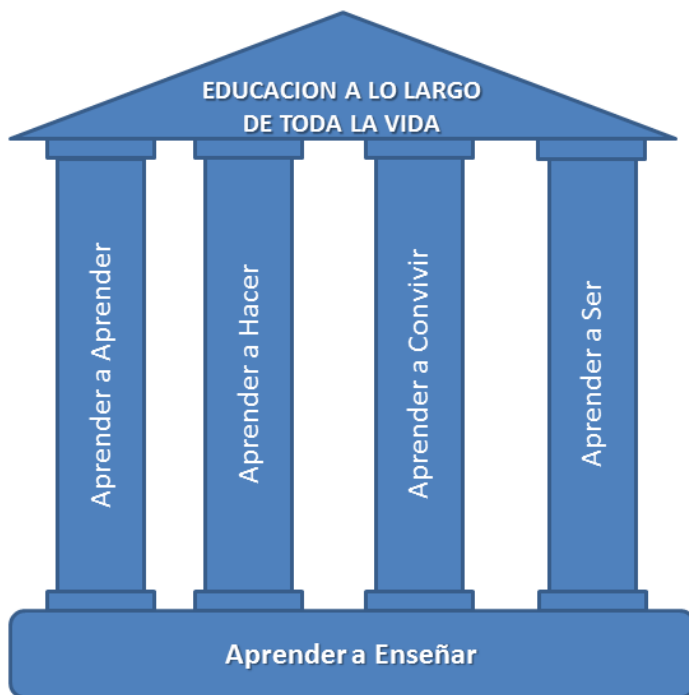 EDUCACION A LO LARGO
DE TODA LA VIDA
Aprender a Aprender
Aprender a Hacer
Aprender a Convivir
Aprender a Ser
Aprender a Enseñar